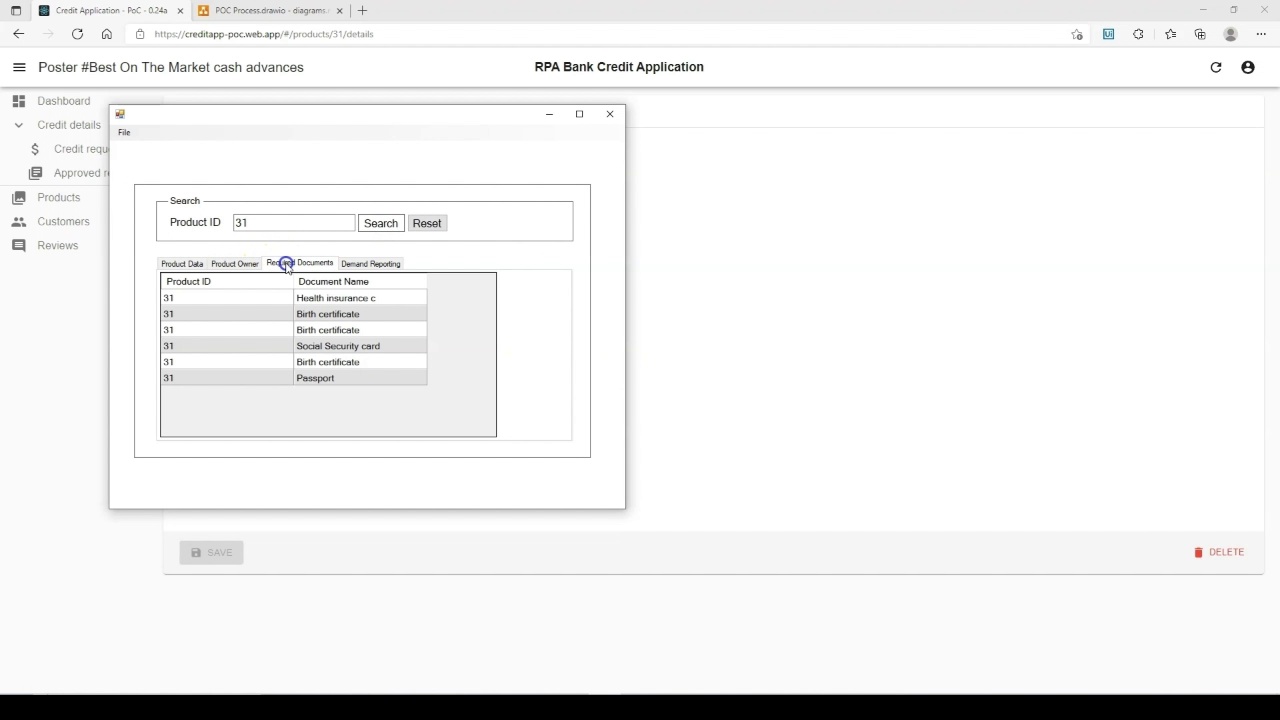 Credit Application - PoC - 0.24a
POC Process.drawio - diagrams.
https://creditapp-poc.web.app/#/products/31/details
Poster #Best On The Market cash advances
RPA Bank Credit Application
Dashboard
Credit details
Credit requ
Approved re
Products
Customers
Reviews
File
Search
Product ID 31 Search Reset
Product Data Product Owner Required Documents Demand Reporting
Product ID Document Name
31 Health insurance c
31 Birth certificate
31 Birth certificate
31 Social Security card
31 Birth certificate
31 Passport
SAVE
DELETE